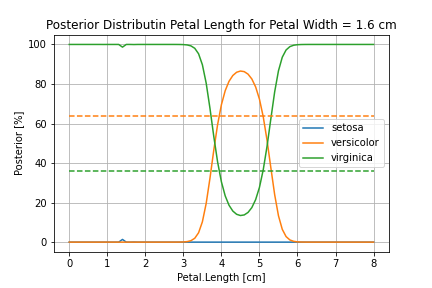 Posterior Distributin Petal Length for Petal Width = 1.6 cm
Posterior [%]
100
80
60
40
20
0
setosa
versicolor
virginica
0 1 2 3 4 5 6 7 8
Petal.Length [cm]